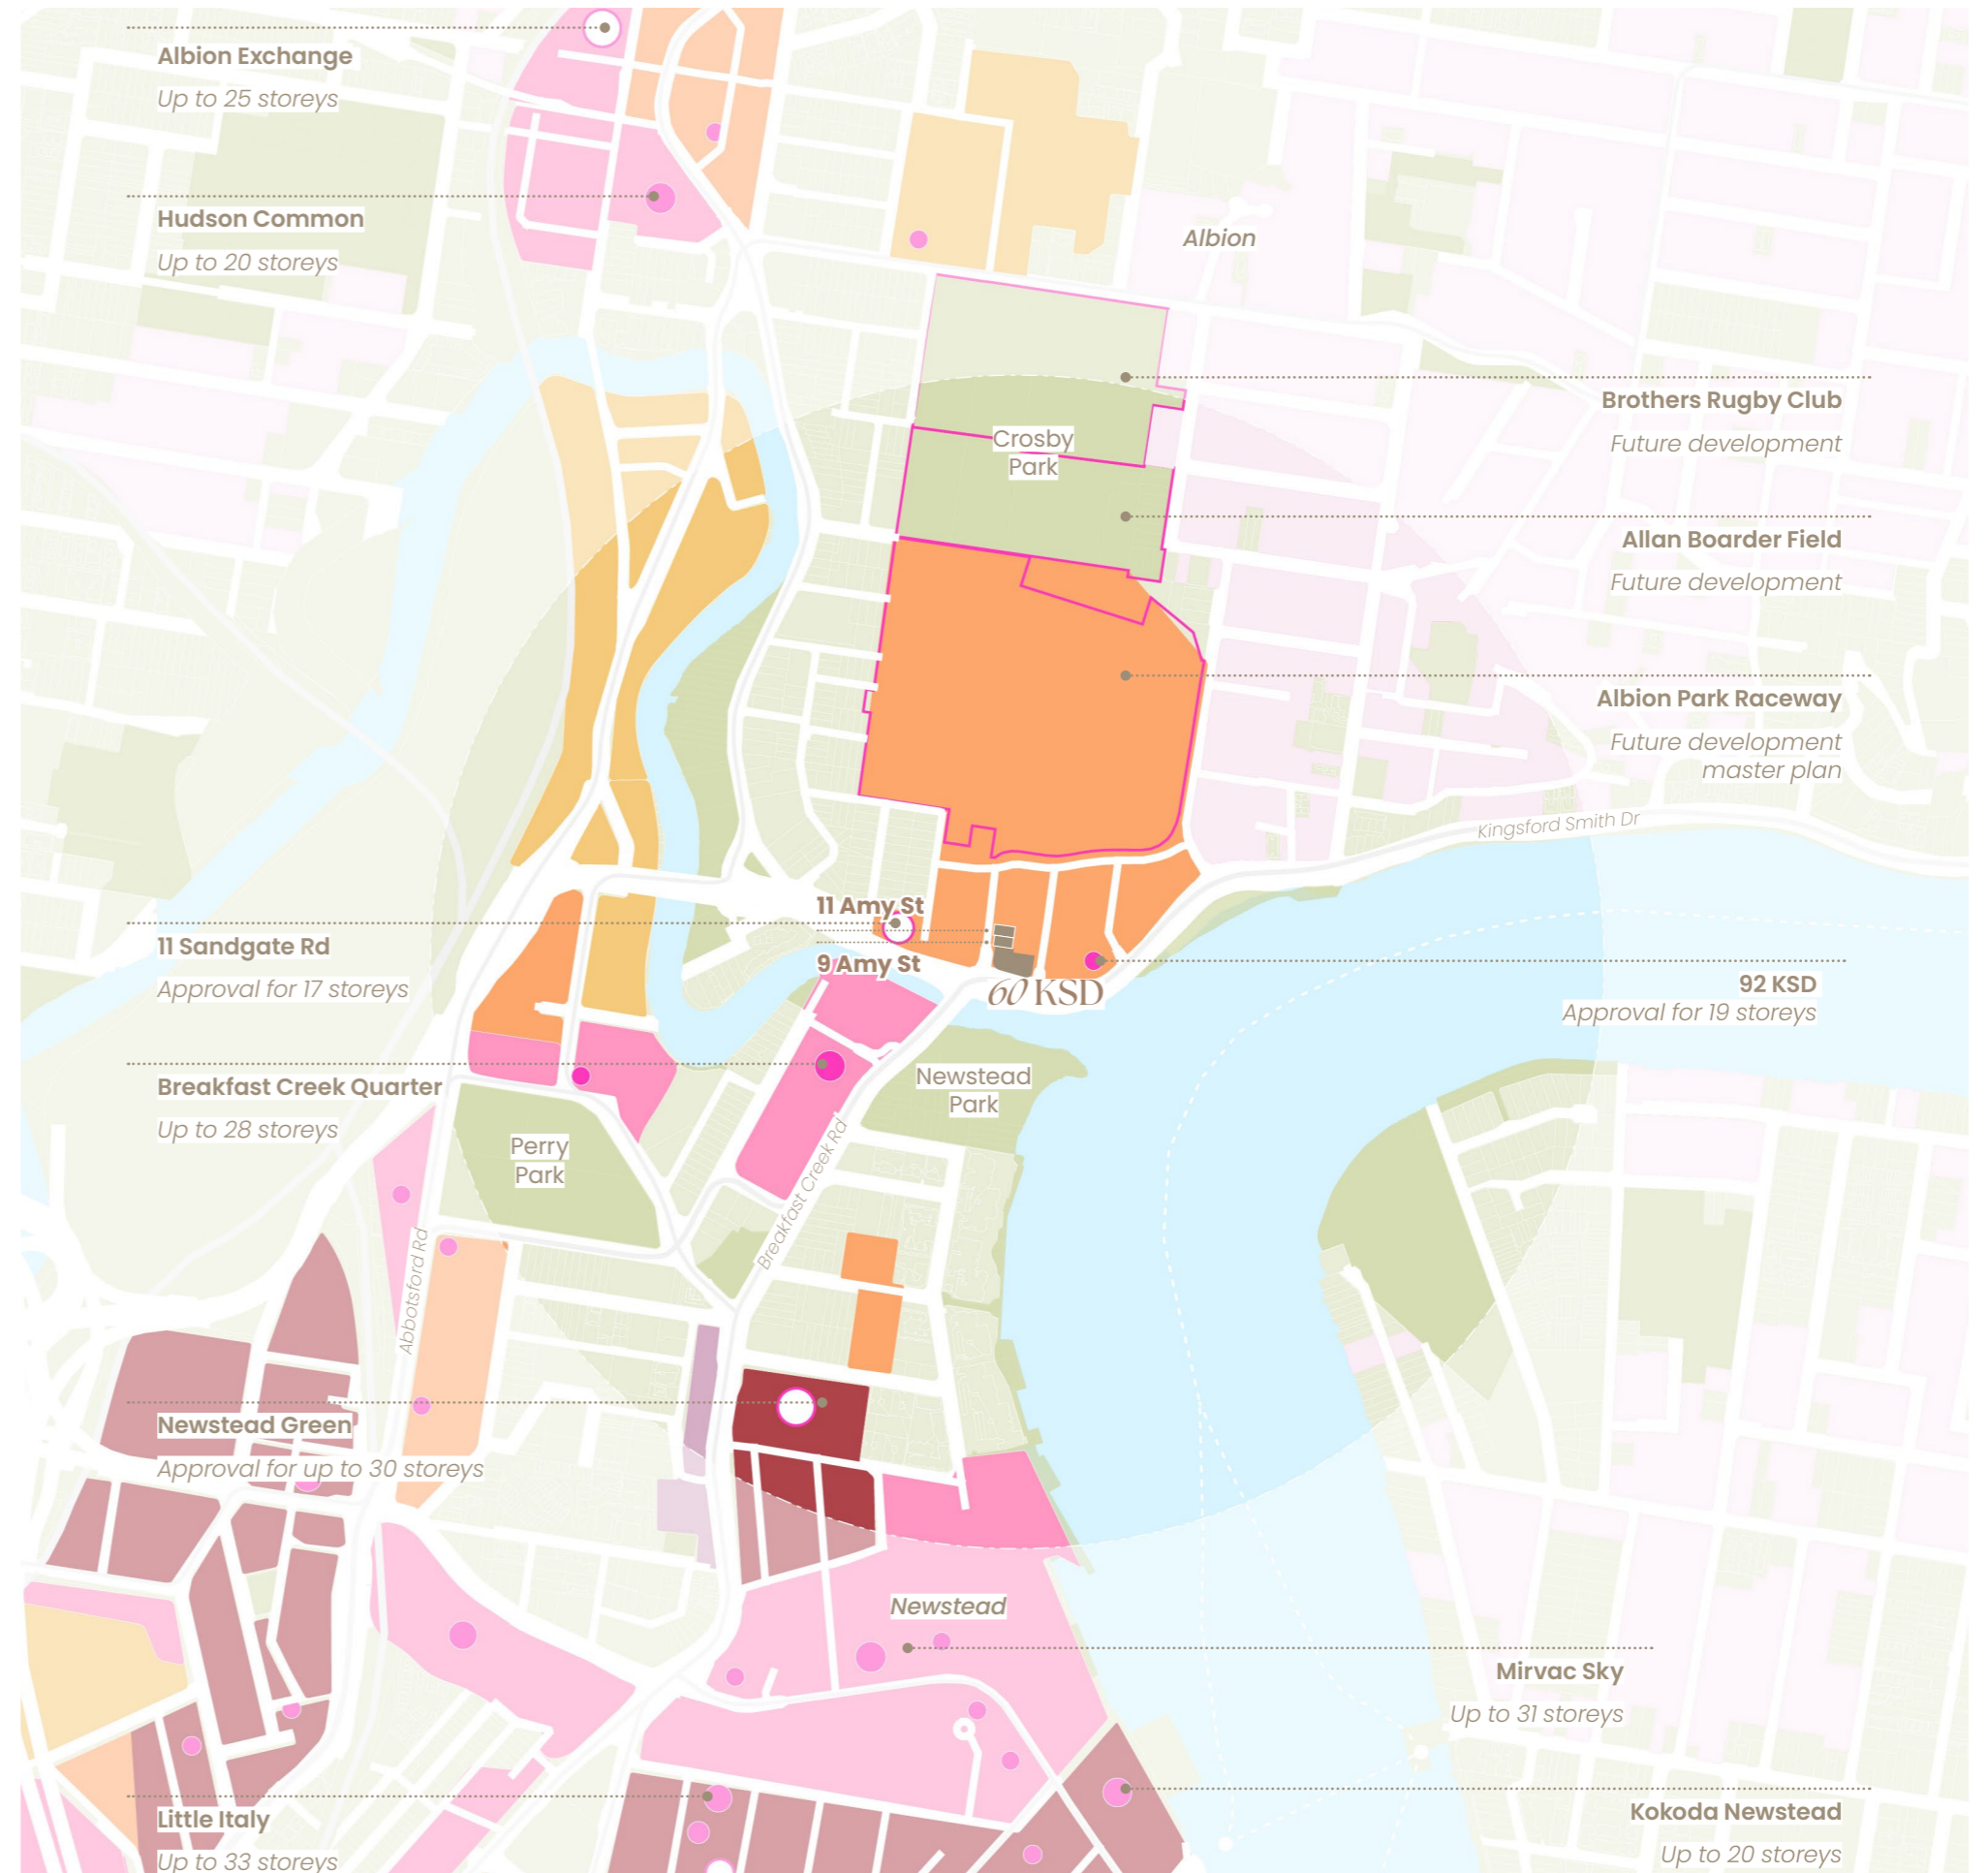 Albion Exchange
Up to 25 storeys
Hudson Common
Up to 20 storeys
Albion
Brothers Rugby Club
Future development
Crosby
Park
Allan Boarder Field
Future development
Albion Park Raceway
Future development
master plan
Kingsford Smith Dr
11 Amy St
11 Sandgate Rd
Approval for 17 storeys
9 Amy St
60 KSD
92 KSD
Approval for 19 storeys
Breakfast Creek Quarter
Up to 28 storeys
Newstead
Park
Perry
Park
Breakfast Creek Rd
Abbotsford Rd
Newstead Green
Approval for up to 30 storeys
Newstead
Mirvac Sky
Up to 31 storeys
Little Italy
Up to 33 storeys
Kokoda Newstead
Up to 20 storeys